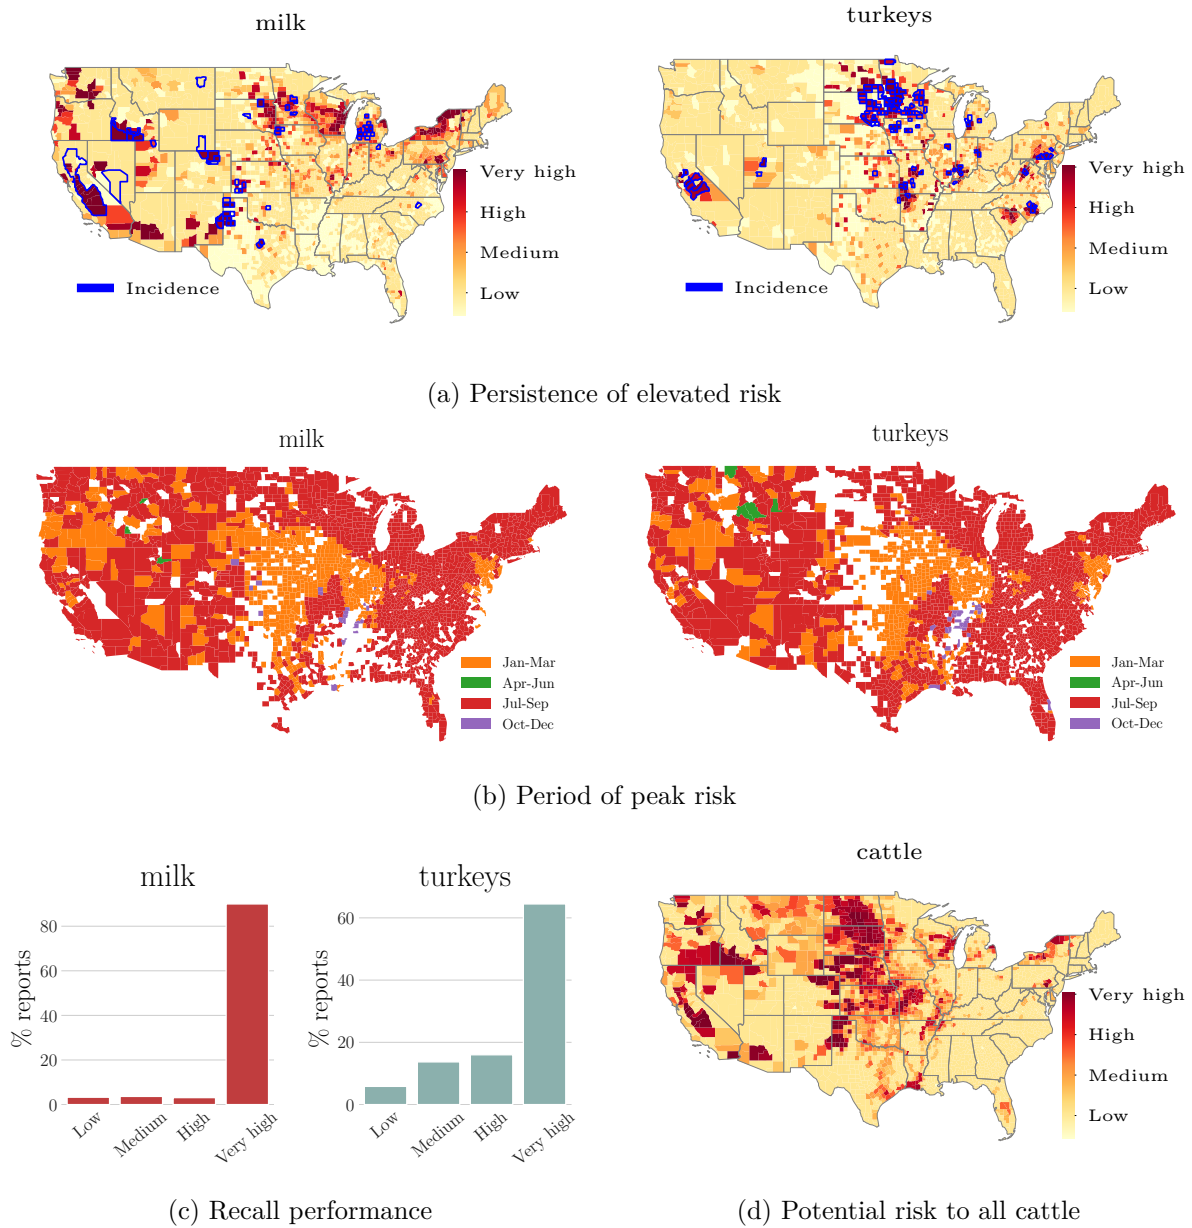 milk
turkeys
Very high
High
Medium
Low
Incidence
Very high
High
Medium
Low
Incidence
(a) Persistence of elevated risk
milk
turkeys
Jan-Mar
Apr-Jun
Jul-Sep
Oct-Dec
Jan-Mar
Apr-Jun
Jul-Sep
Oct-Dec
(b) Period of peak risk
milk
% reports
80
60
40
20
0
Low
Medium
High
Very high
turkeys
% reports
60
40
20
0
Low
Medium
High
Very high
cattle
Very high
High
Medium
Low
(c) Recall performance
(d) Potential risk to all cattle